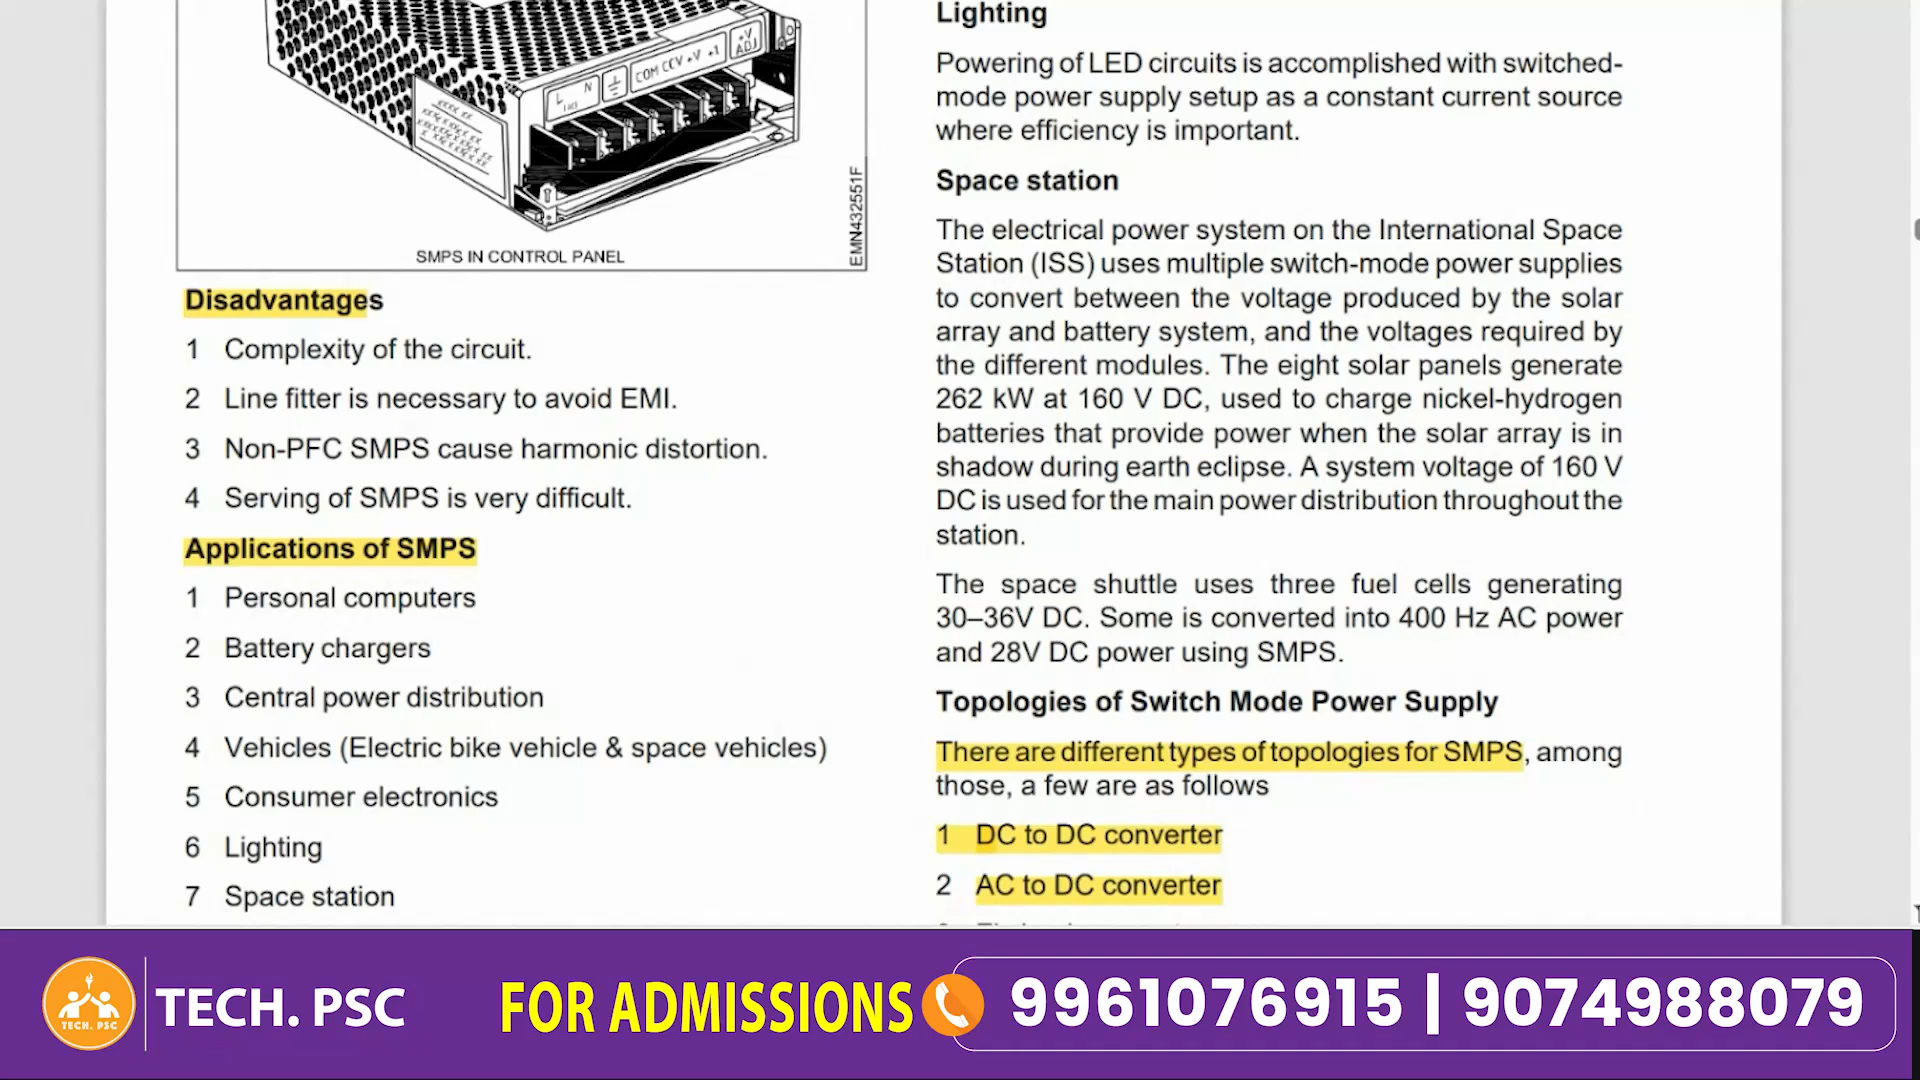 L
N
COM CCV +V +1
+V
ADJ
EMN432551F
SMPS IN CONTROL PANEL
Disadvantages
1 Complexity of the circuit.
2 Line fitter is necessary to avoid EMI.
3 Non-PFC SMPS cause harmonic distortion.
4 Serving of SMPS is very difficult.
Applications of SMPS
1 Personal computers
2 Battery chargers
3 Central power distribution
4 Vehicles (Electric bike vehicle & space vehicles)
5 Consumer electronics
6 Lighting
7 Space station
Lighting
Powering of LED circuits is accomplished with switched-
mode power supply setup as a constant current source
where efficiency is important.
Space station
The electrical power system on the International Space
Station (ISS) uses multiple switch-mode power supplies
to convert between the voltage produced by the solar
array and battery system, and the voltages required by
the different modules. The eight solar panels generate
262 kW at 160 V DC, used to charge nickel-hydrogen
batteries that provide power when the solar array is in
shadow during earth eclipse. A system voltage of 160 V
DC is used for the main power distribution throughout the
station.
The space shuttle uses three fuel cells generating
30–36V DC. Some is converted into 400 Hz AC power
and 28V DC power using SMPS.
Topologies of Switch Mode Power Supply
There are different types of topologies for SMPS, among
those, a few are as follows
1 DC to DC converter
2 AC to DC converter
TECH. PSC
TECH. PSC
FOR ADMISSIONS
9961076915 | 9074988079